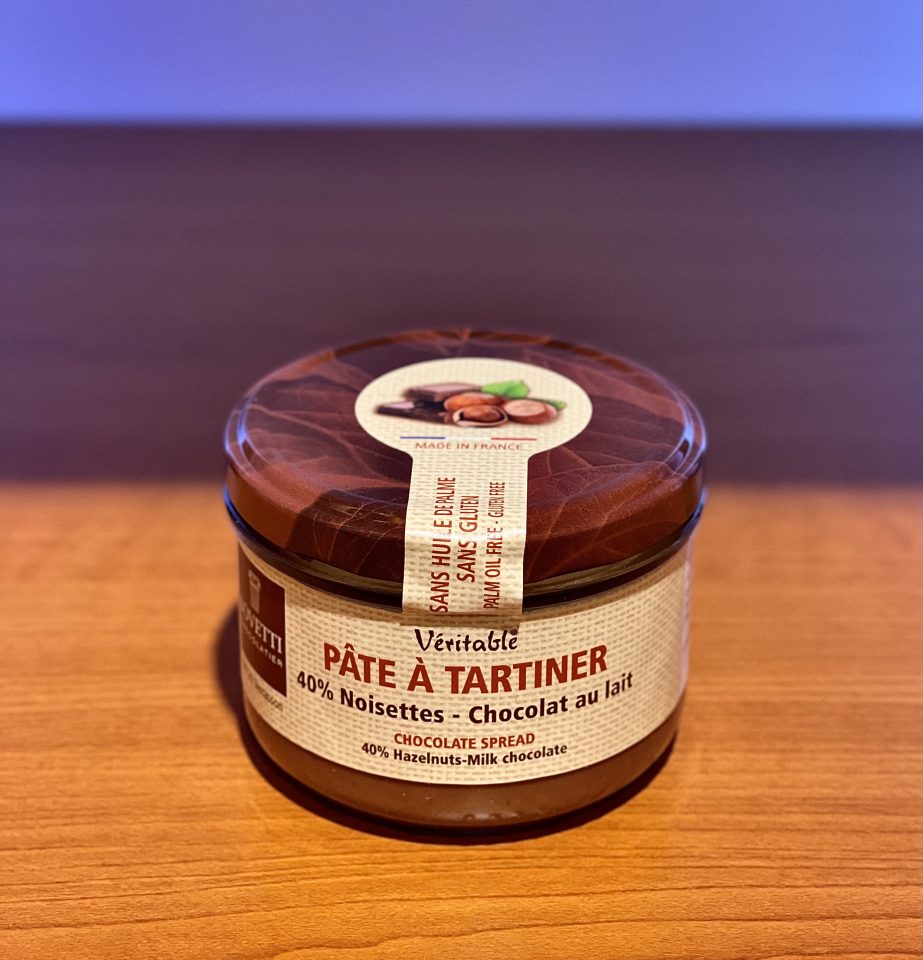 MADE IN FRANCE
SANS HUILE DE PALME
SANS GLUTEN
PALM OIL FREE - GLUTEN FREE
Véritable
PÂTE À TARTINER
40% Noisettes - Chocolat au lait
CHOCOLATE SPREAD
40% Hazelnuts-Milk chocolate